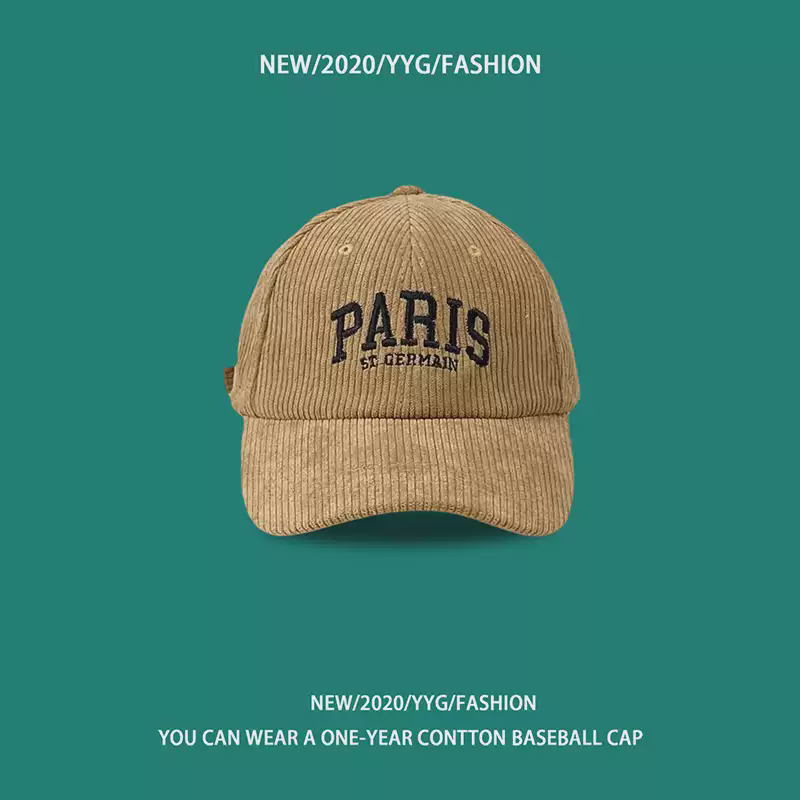 NEW/2020/YYG/FASHION
PARIS
ST GERMAIN
NEW/2020/YYG/FASHION
YOU CAN WEAR A ONE-YEAR CONTTON BASEBALL CAP